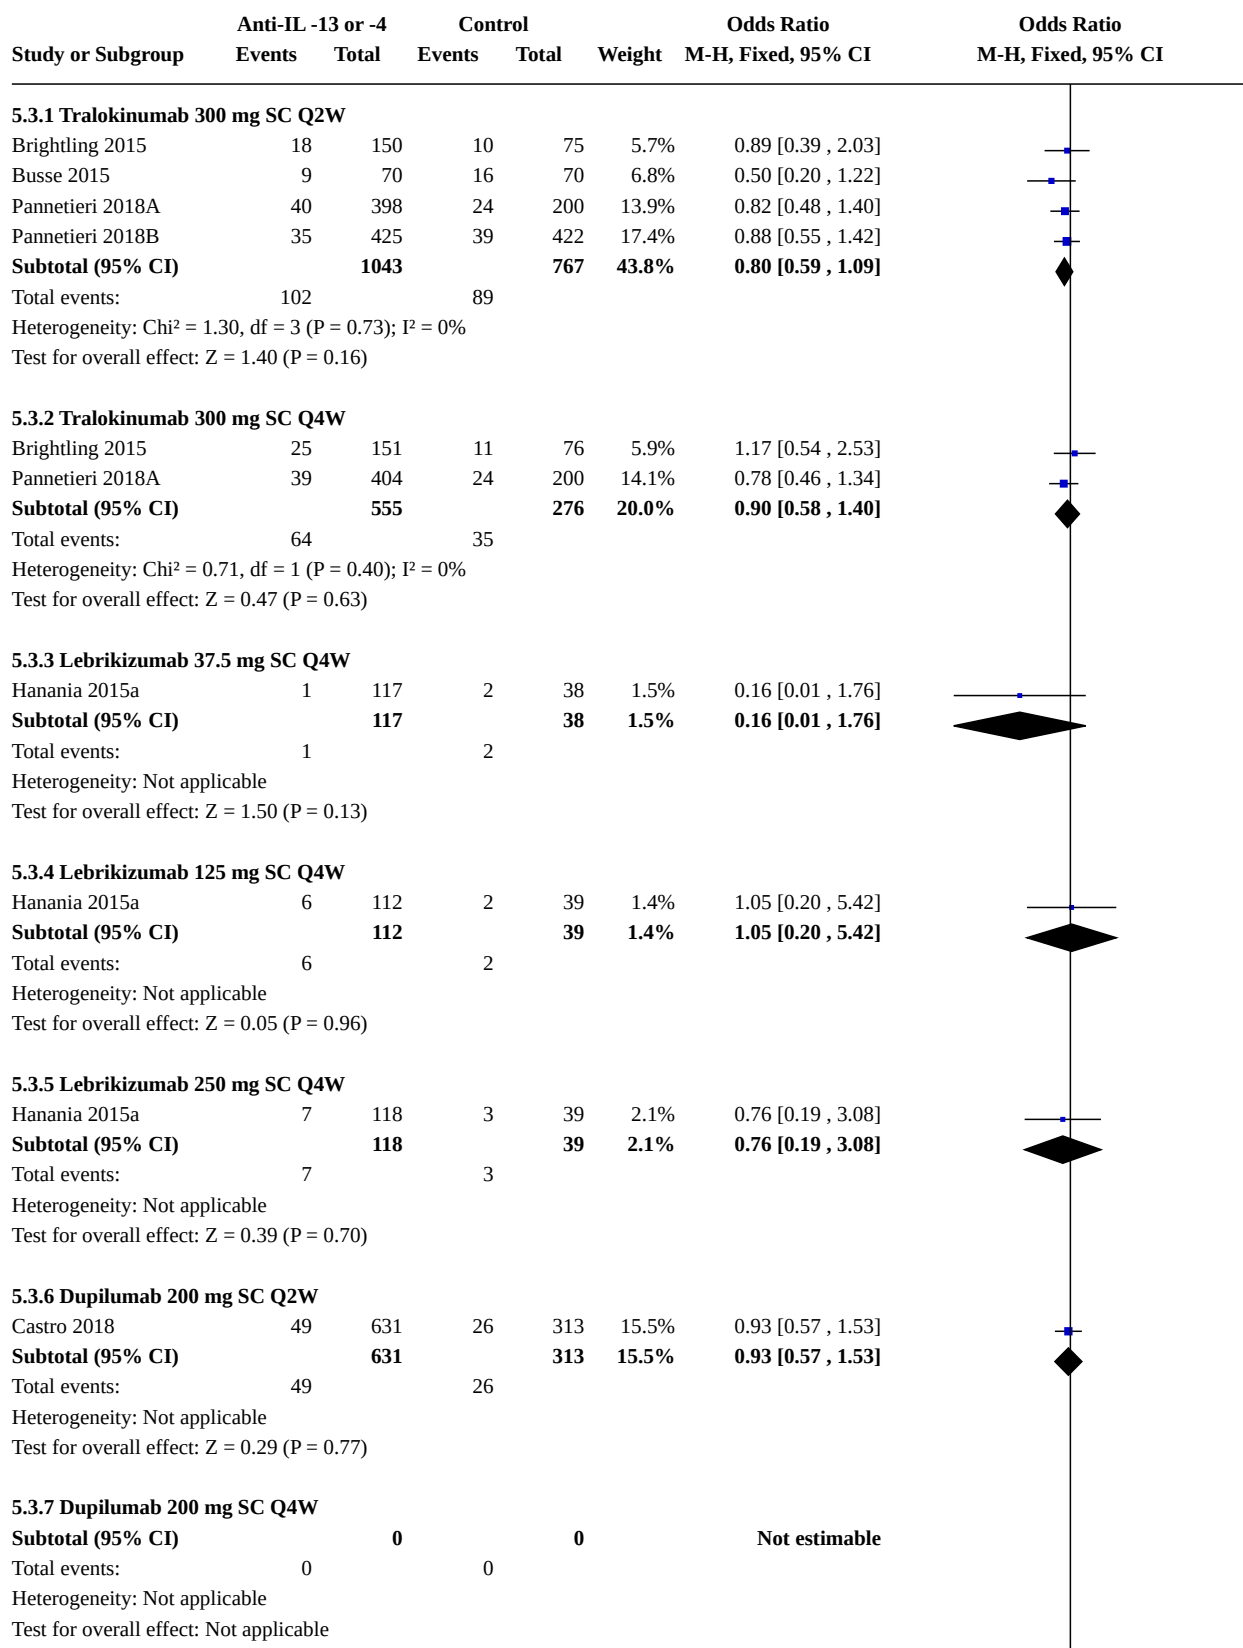 Anti-IL -13 or -4 Control Odds Ratio Odds Ratio
Study or Subgroup Events Total Events Total Weight M-H, Fixed, 95% CI M-H, Fixed, 95% CI
5.3.1 Tralokinumab 300 mg SC Q2W
Brightling 2015 18 150 10 75 5.7% 0.89 [0.39 , 2.03]
Busse 2015 9 70 16 70 6.8% 0.50 [0.20 , 1.22]
Pannetieri 2018A 40 398 24 200 13.9% 0.82 [0.48 , 1.40]
Pannetieri 2018B 35 425 39 422 17.4% 0.88 [0.55 , 1.42]
Subtotal (95% CI) 1043 767 43.8% 0.80 [0.59 , 1.09]
Total events: 102 89
Heterogeneity: Chi² = 1.30, df = 3 (P = 0.73); I² = 0%
Test for overall effect: Z = 1.40 (P = 0.16)
5.3.2 Tralokinumab 300 mg SC Q4W
Brightling 2015 25 151 11 76 5.9% 1.17 [0.54 , 2.53]
Pannetieri 2018A 39 404 24 200 14.1% 0.78 [0.46 , 1.34]
Subtotal (95% CI) 555 276 20.0% 0.90 [0.58 , 1.40]
Total events: 64 35
Heterogeneity: Chi² = 0.71, df = 1 (P = 0.40); I² = 0%
Test for overall effect: Z = 0.47 (P = 0.63)
5.3.3 Lebrikizumab 37.5 mg SC Q4W
Hanania 2015a 1 117 2 38 1.5% 0.16 [0.01 , 1.76]
Subtotal (95% CI) 117 38 1.5% 0.16 [0.01 , 1.76]
Total events: 1 2
Heterogeneity: Not applicable
Test for overall effect: Z = 1.50 (P = 0.13)
5.3.4 Lebrikizumab 125 mg SC Q4W
Hanania 2015a 6 112 2 39 1.4% 1.05 [0.20 , 5.42]
Subtotal (95% CI) 112 39 1.4% 1.05 [0.20 , 5.42]
Total events: 6 2
Heterogeneity: Not applicable
Test for overall effect: Z = 0.05 (P = 0.96)
5.3.5 Lebrikizumab 250 mg SC Q4W
Hanania 2015a 7 118 3 39 2.1% 0.76 [0.19 , 3.08]
Subtotal (95% CI) 118 39 2.1% 0.76 [0.19 , 3.08]
Total events: 7 3
Heterogeneity: Not applicable
Test for overall effect: Z = 0.39 (P = 0.70)
5.3.6 Dupilumab 200 mg SC Q2W
Castro 2018 49 631 26 313 15.5% 0.93 [0.57 , 1.53]
Subtotal (95% CI) 631 313 15.5% 0.93 [0.57 , 1.53]
Total events: 49 26
Heterogeneity: Not applicable
Test for overall effect: Z = 0.29 (P = 0.77)
5.3.7 Dupilumab 200 mg SC Q4W
Subtotal (95% CI) 0 0 Not estimable
Total events: 0 0
Heterogeneity: Not applicable
Test for overall effect: Not applicable